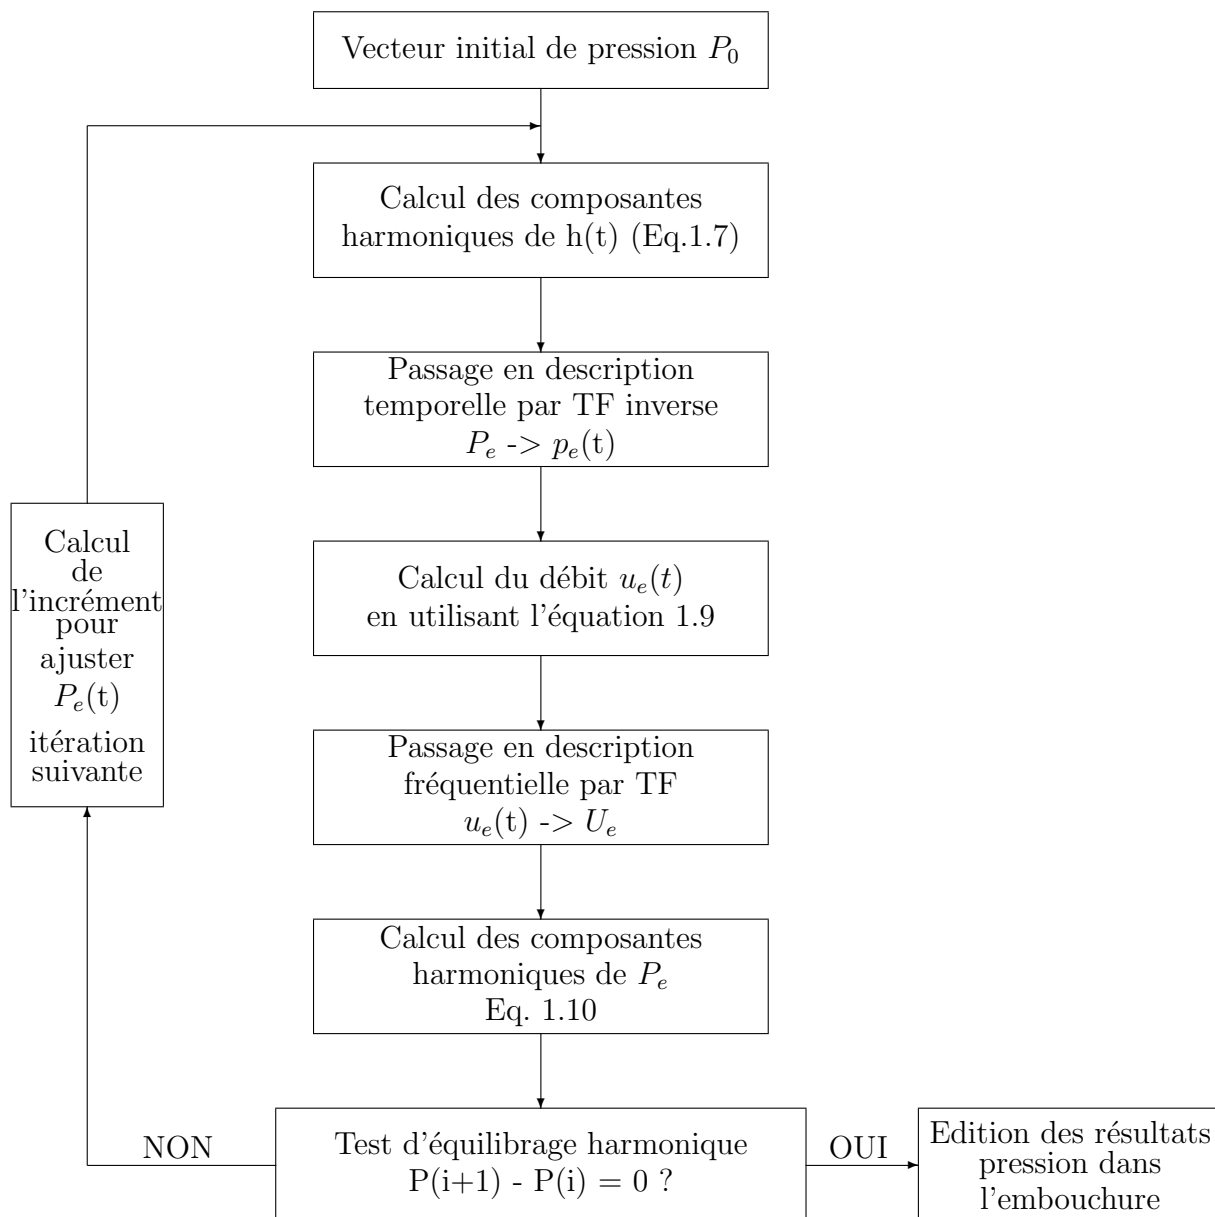 Vecteur initial de pression P₀
Calcul des composantes
harmoniques de h(t) (Eq.1.7)
Passage en description
temporelle par TF inverse
Pₑ -> pₑ(t)
Calcul du débit uₑ(t)
en utilisant l'équation 1.9
Passage en description
fréquentielle par TF
uₑ(t) -> Uₑ
Calcul des composantes
harmoniques de Pₑ
Eq. 1.10
Test d'équilibrage harmonique
P(i+1) - P(i) = 0 ?
NON
Calcul
de
l'incrément
pour
ajuster
Pₑ(t)
itération
suivante
OUI
Edition des résultats
pression dans
l'embouchure